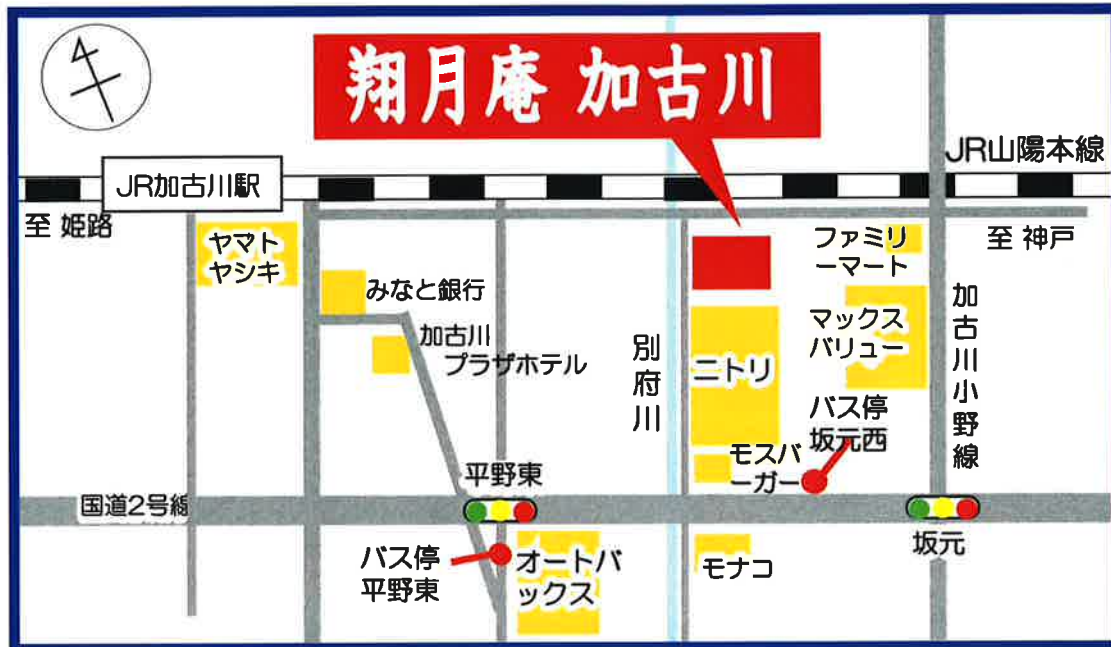 翔月庵 加古川
JR山陽本線
JR加古川駅
至 姫路
至 神戸
ヤマト
ヤシキ
ファミリ
ーマート
みなと銀行
加古川
プラザホテル
別府川
ニトリ
マックス
バリュー
加古川小野線
バス停
坂元西
モスバ
ーガー
平野東
国道2号線
坂元
バス停
平野東
オートバ
ックス
モナコ